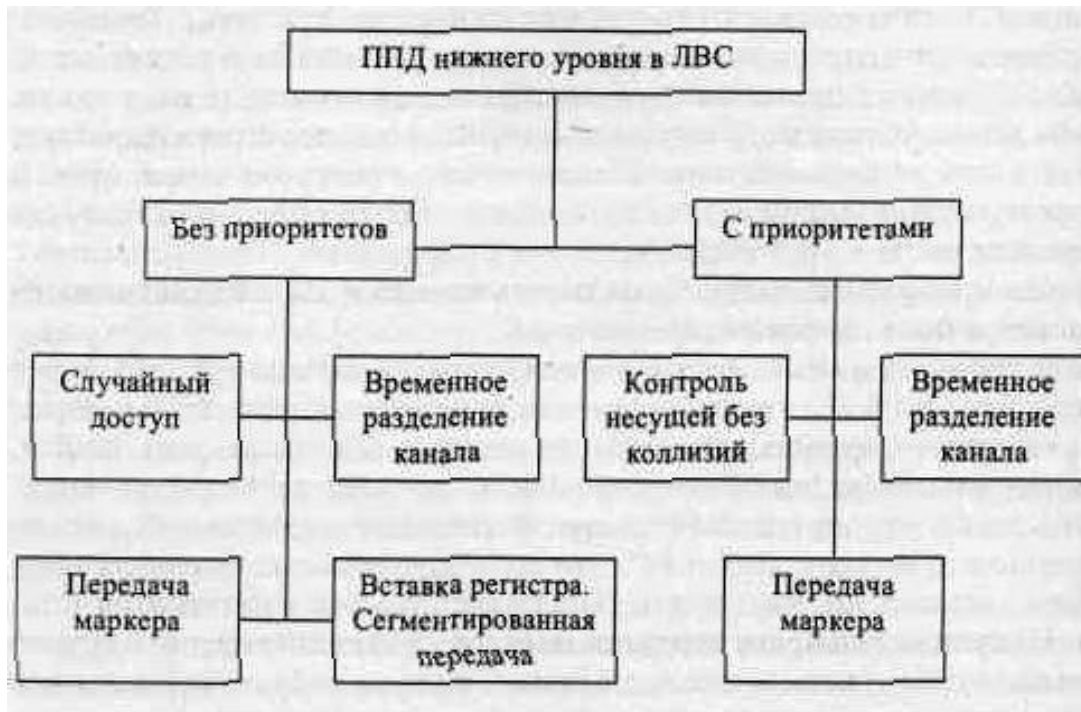 ППД нижнего уровня в ЛВС
Без приоритетов
С приоритетами
Случайный
доступ
Временное
разделение
канала
Контроль
несущей без
коллизий
Временное
разделение
канала
Передача
маркера
Вставка регистра.
Сегментированная
передача
Передача
маркера